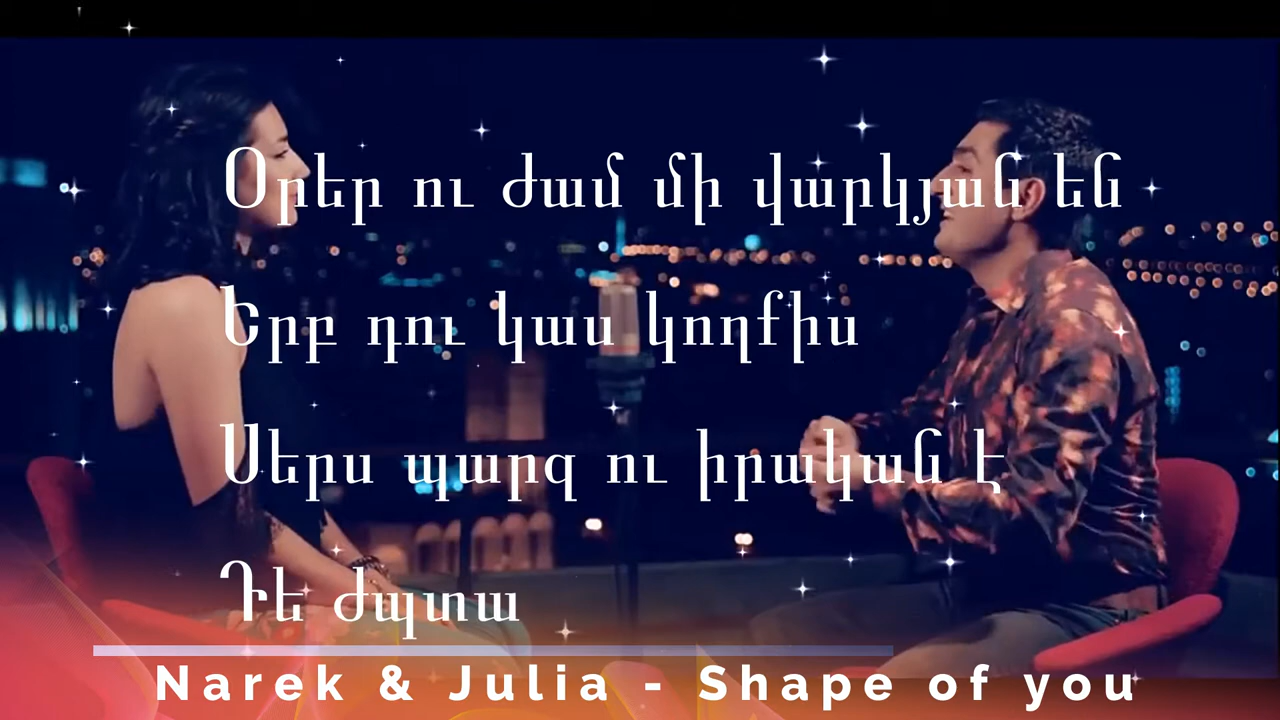 Օրեր ու ժամ մի վարկյան են
Երբ դու կաս կողքիս
Սերս պարզ ու իրական է
Դե ժպտա
Narek & Julia - Shape of you